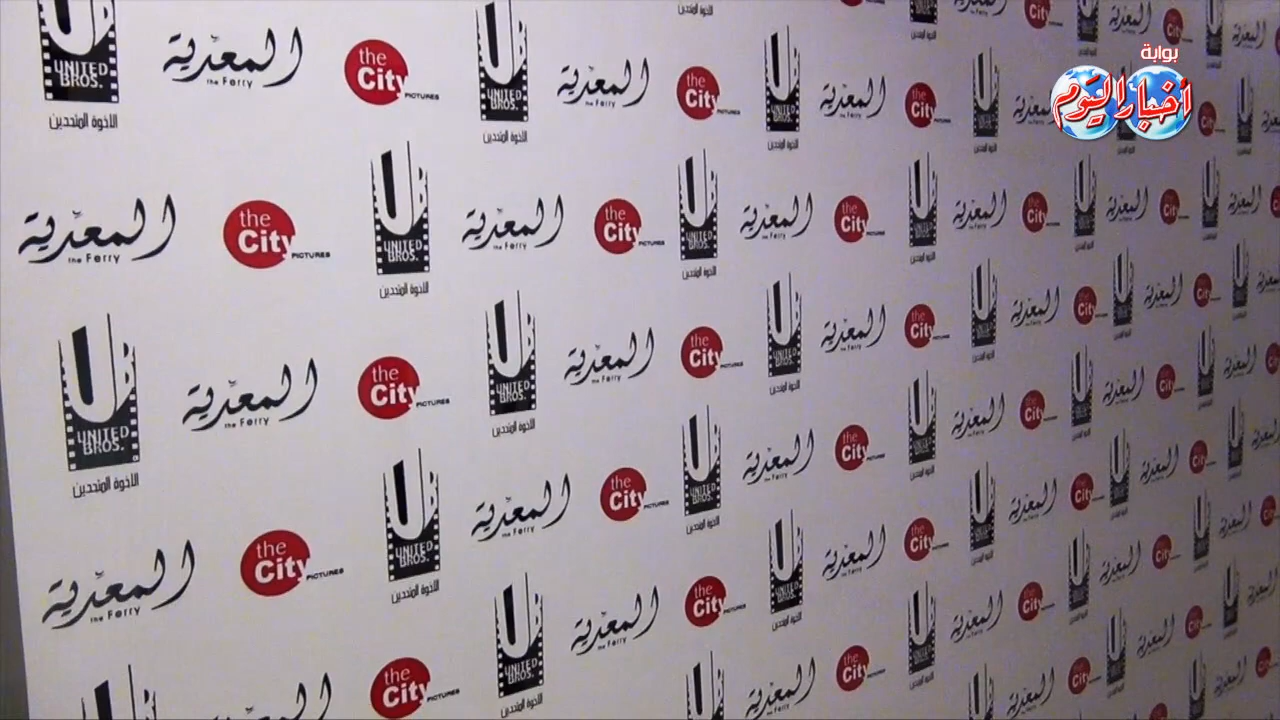 بوابة
أخبار اليوم
UNITED
BROS.
الاخوة المتحدين
المعدية
the Ferry
the
City
PICTURES